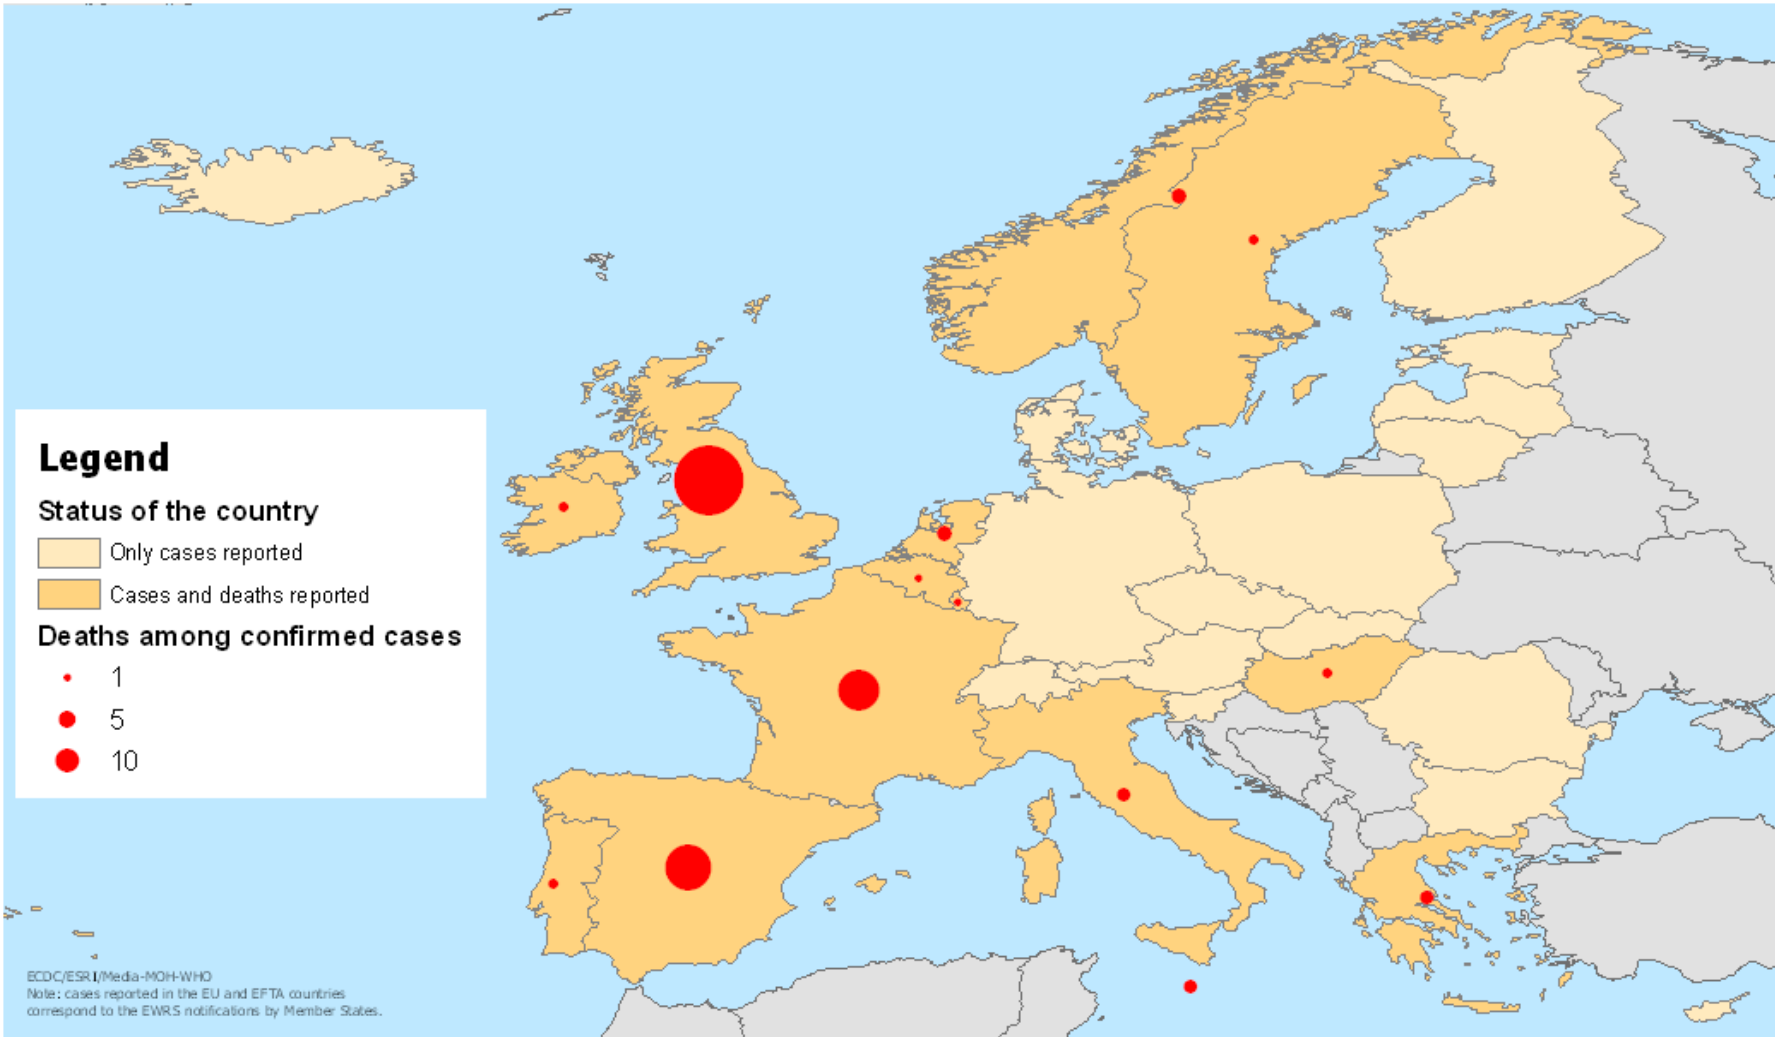 Legend
Status of the country
Only cases reported
Cases and deaths reported
Deaths among confirmed cases
1
5
10
ECDC/ESRI/Media-MOH-WHO
Note: cases reported in the EU and EFTA countries
correspond to the EWRS notifications by Member States.